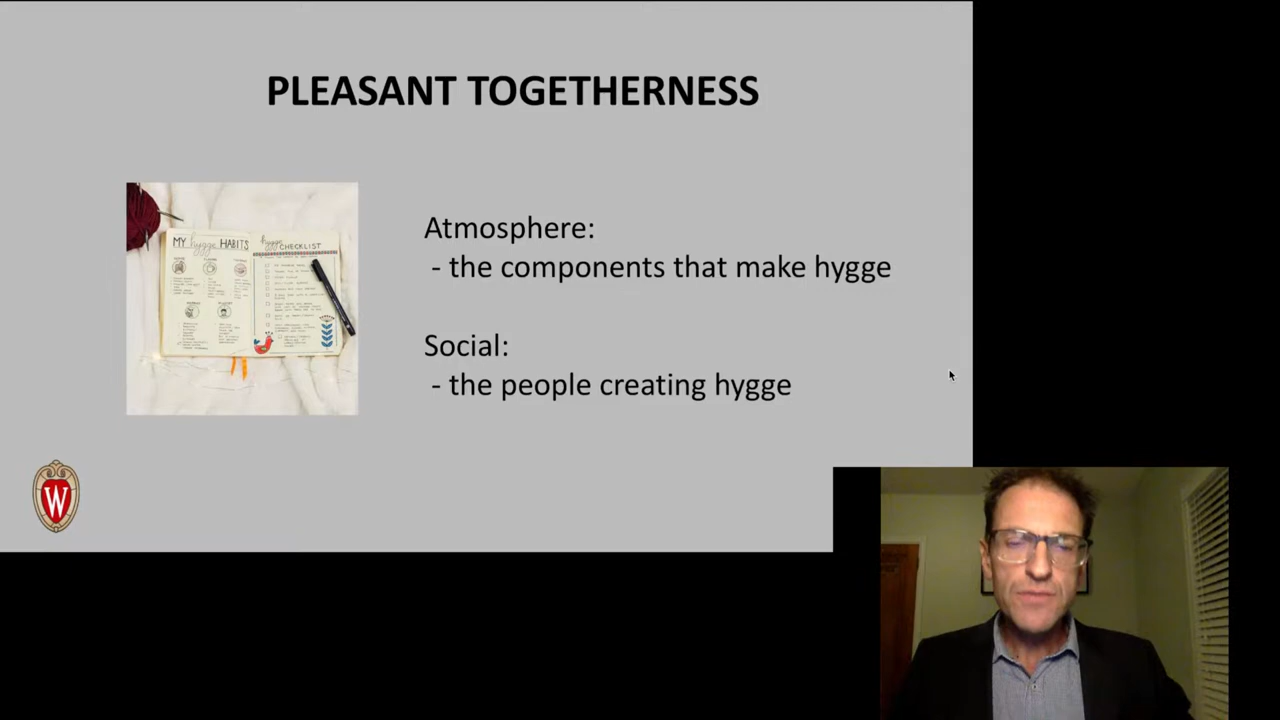 PLEASANT TOGETHERNESS
MY hygge HABITS
hygge CHECKLIST
Atmosphere:
- the components that make hygge
Social:
- the people creating hygge
W